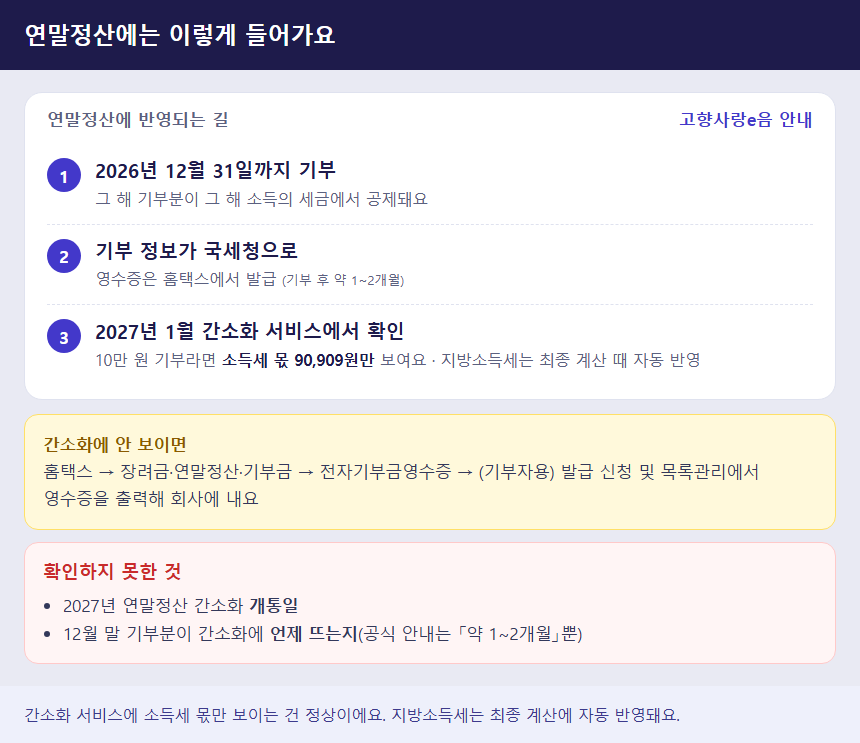 연말정산에는 이렇게 들어가요
연말정산에 반영되는 길
고향사랑e음 안내
1
2026년 12월 31일까지 기부
그 해 기부분이 그 해 소득의 세금에서 공제돼요
2
기부 정보가 국세청으로
영수증은 홈택스에서 발급 (기부 후 약 1~2개월)
3
2027년 1월 간소화 서비스에서 확인
10만 원 기부라면 소득세 몫 90,909원만 보여요 · 지방소득세는 최종 계산 때 자동 반영
간소화에 안 보이면
홈택스 → 장려금·연말정산·기부금 → 전자기부금영수증 → (기부자용) 발급 신청 및 목록관리에서
영수증을 출력해 회사에 내요
확인하지 못한 것
• 2027년 연말정산 간소화 개통일
• 12월 말 기부분이 간소화에 언제 뜨는지(공식 안내는 「약 1~2개월」뿐)
간소화 서비스에 소득세 몫만 보이는 건 정상이에요. 지방소득세는 최종 계산에 자동 반영돼요.